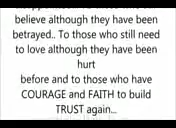 believe although they have been
betrayed.. To those who still need
to love although they have been
hurt
before and to those who have
COURAGE and FAITH to build
TRUST again...